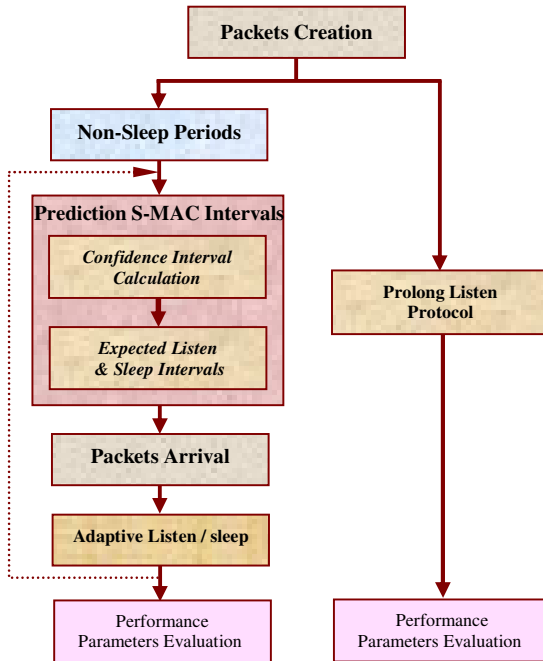 Packets Creation
Non-Sleep Periods
Prediction S-MAC Intervals
Confidence Interval
Calculation
Expected Listen
& Sleep Intervals
Packets Arrival
Adaptive Listen / sleep
Performance
Parameters Evaluation
Prolong Listen
Protocol
Performance
Parameters Evaluation